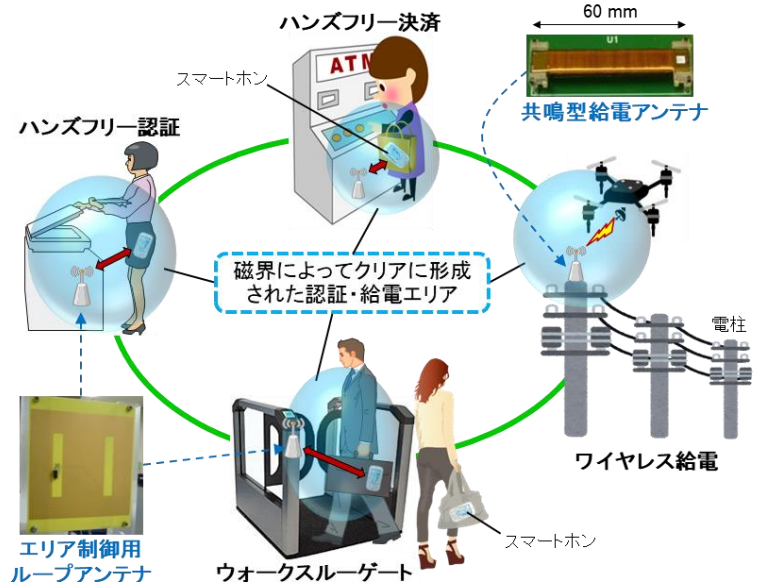 ハンズフリー決済
60 mm
U1
ATM
スマートホン
共鳴型給電アンテナ
ハンズフリー認証
磁界によってクリアに形成
された認証・給電エリア
電柱
ワイヤレス給電
スマートホン
エリア制御用
ループアンテナ
ウォークスルーゲート